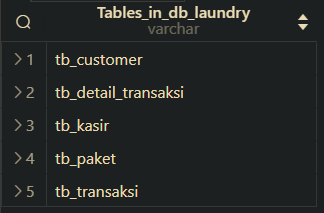 Tables_in_db_laundry
varchar
1 tb_customer
2 tb_detail_transaksi
3 tb_kasir
4 tb_paket
5 tb_transaksi